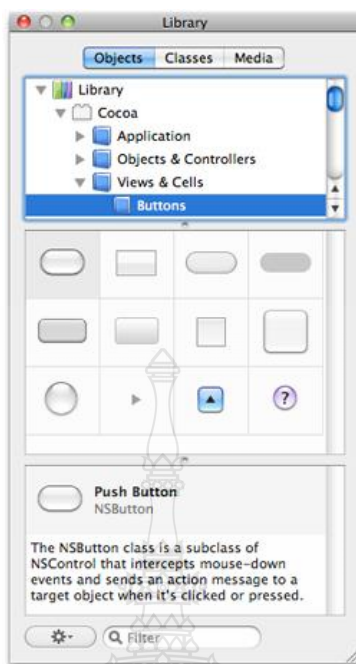 Library
Objects Classes Media
Library
Cocoa
Application
Objects & Controllers
Views & Cells
Buttons
?
Push Button
NSButton
The NSButton class is a subclass of
NSControl that intercepts mouse-down
events and sends an action message to a
target object when it's clicked or pressed.
Filter